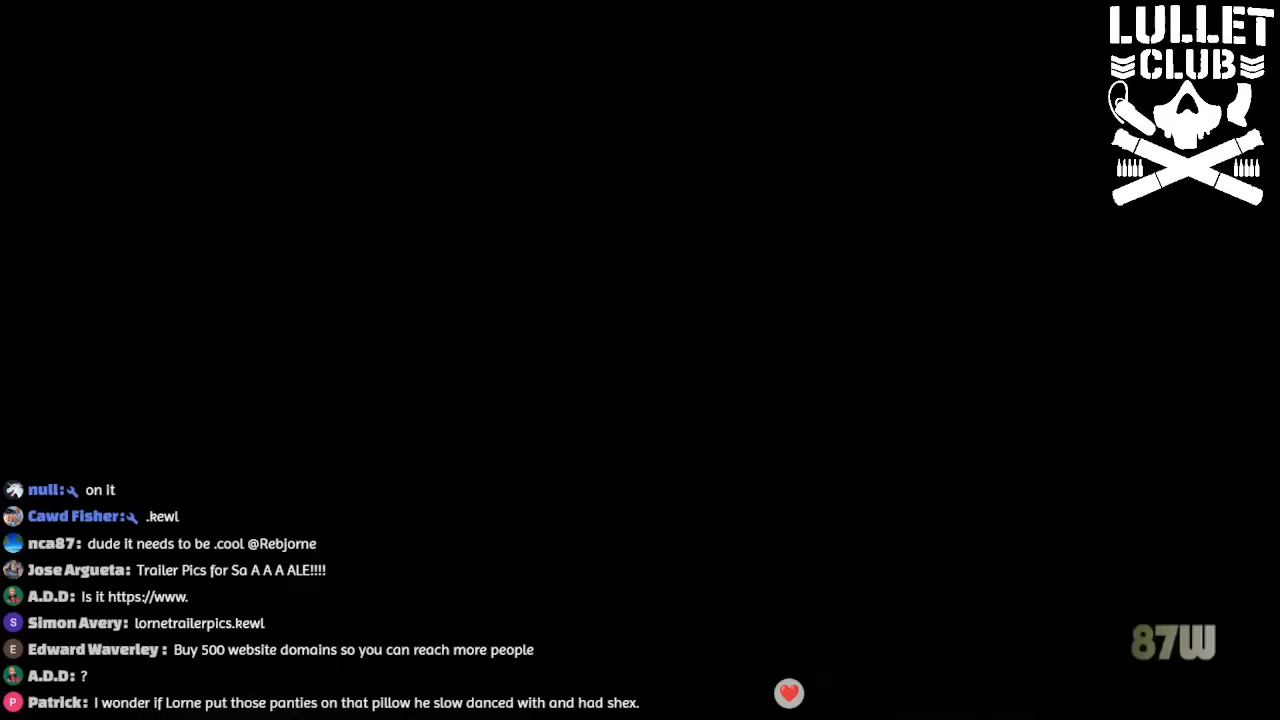 LULLET
CLUB
null: on it
Cawd Fisher: .kewl
nca87: dude it needs to be .cool @Rebjorne
Jose Argueta: Trailer Pics for Sa A A A ALE!!!!
A.D.D: Is it https://www.
S Simon Avery: lornetrailerpics.kewl
E Edward Waverley : Buy 500 website domains so you can reach more people
A.D.D: ?
P Patrick: I wonder if Lorne put those panties on that pillow he slow danced with and had shex.
87W